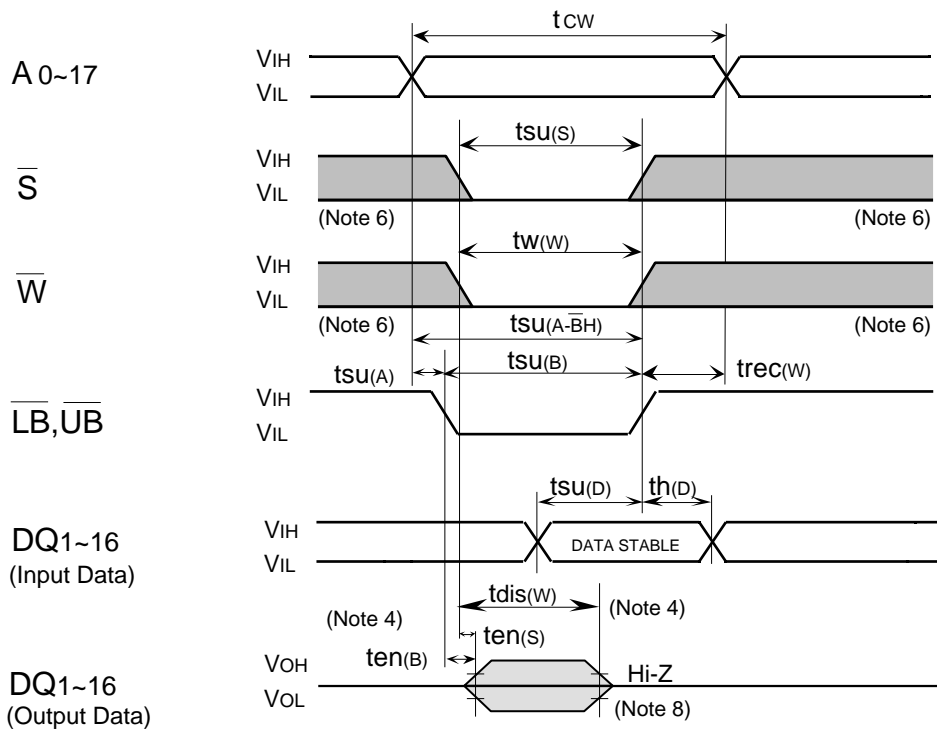 tCW
A 0~17
VIH
VIL
tsu(S)
S
VIH
VIL
(Note 6)
(Note 6)
tw(W)
W
VIH
VIL
(Note 6)
(Note 6)
tsu(A-B̅H)
tsu(A)
tsu(B)
trec(W)
LB,UB
VIH
VIL
tsu(D)
th(D)
DQ1~16
(Input Data)
VIH
VIL
DATA STABLE
tdis(W)
(Note 4)
(Note 4)
ten(S)
ten(B)
DQ1~16
(Output Data)
VOH
VOL
Hi-Z
(Note 8)